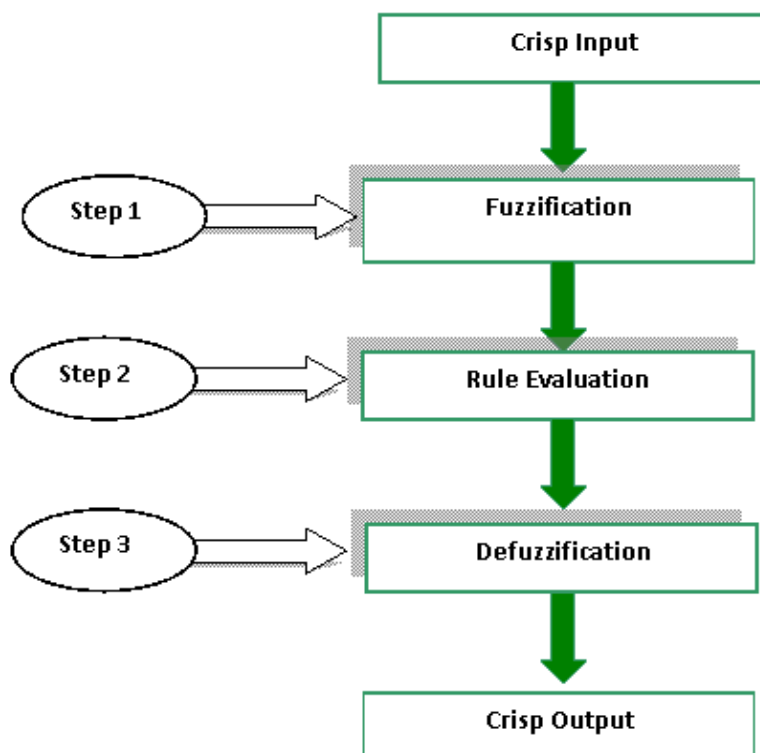 Crisp Input
Step 1
Fuzzification
Step 2
Rule Evaluation
Step 3
Defuzzification
Crisp Output